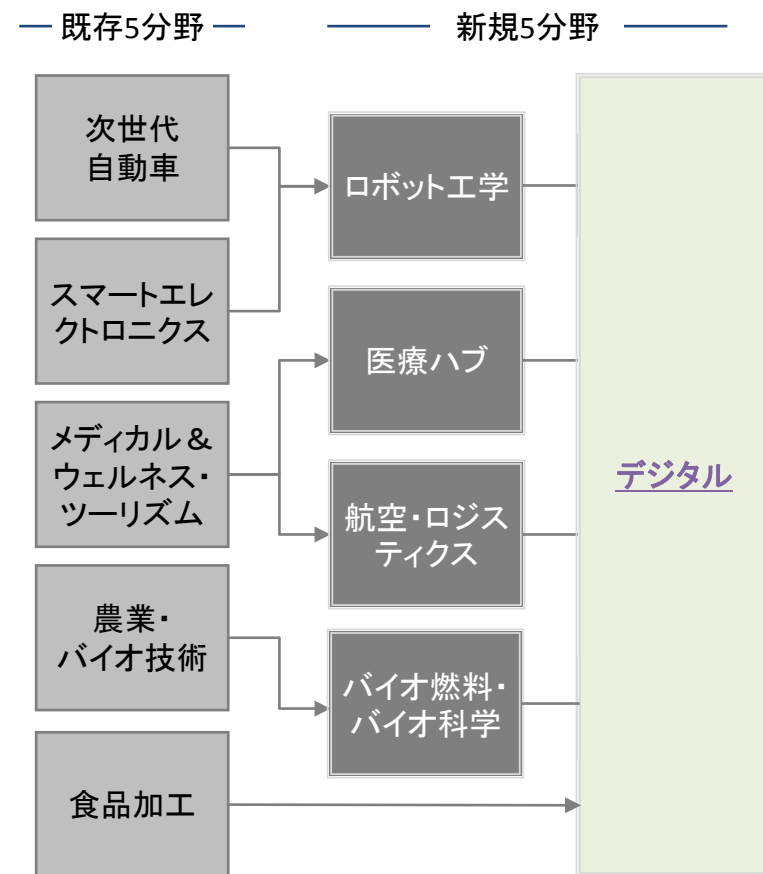 既存5分野
新規5分野
次世代
自動車
スマートエレ
クトロニクス
メディカル＆
ウェルネス・
ツーリズム
農業・
バイオ技術
食品加工
ロボット工学
医療ハブ
航空・ロジス
ティクス
バイオ燃料・
バイオ科学
デジタル